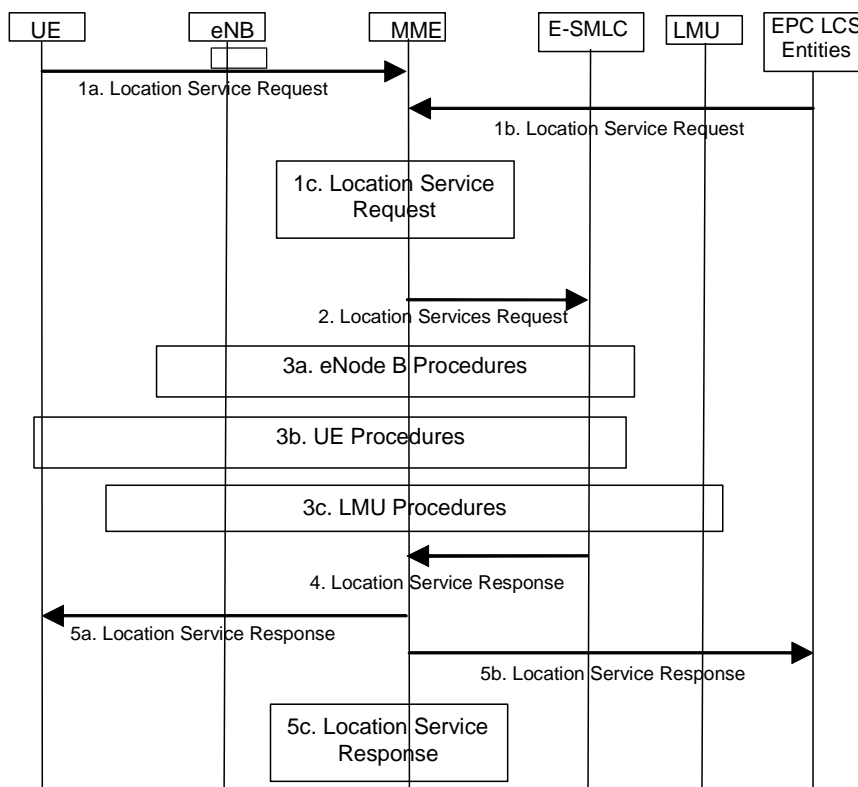 UE
eNB
MME
E-SMLC
LMU
EPC LCS
Entities
1a. Location Service Request
1b. Location Service Request
1c. Location Service
Request
2. Location Services Request
3a. eNode B Procedures
3b. UE Procedures
3c. LMU Procedures
4. Location Service Response
5a. Location Service Response
5b. Location Service Response
5c. Location Service
Response